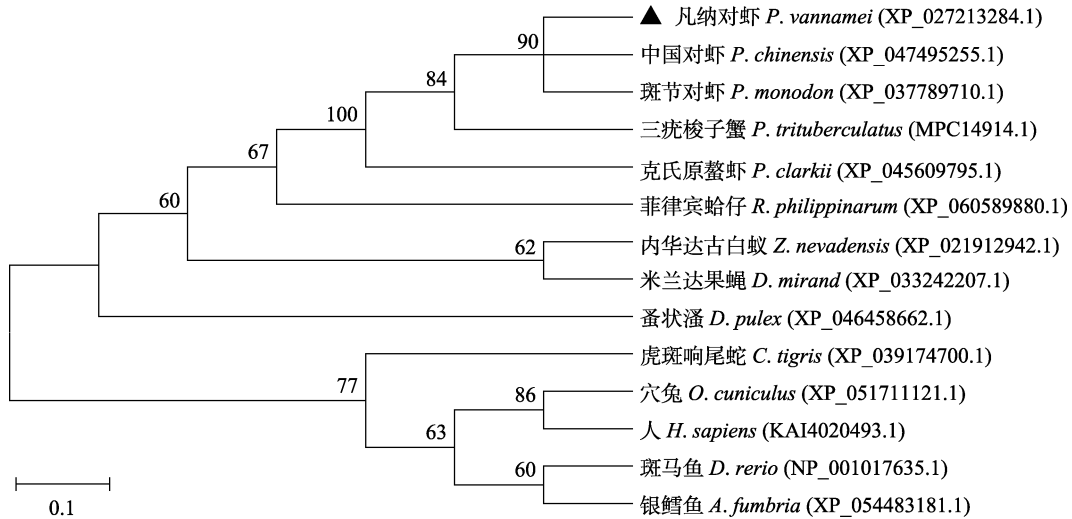 ▲ 凡纳对虾 P. vannamei (XP_027213284.1)
90
中国对虾 P. chinensis (XP_047495255.1)
84
斑节对虾 P. monodon (XP_037789710.1)
100
三疣梭子蟹 P. trituberculatus (MPC14914.1)
67
克氏原螯虾 P. clarkii (XP_045609795.1)
60
菲律宾蛤仔 R. philippinarum (XP_060589880.1)
62
内华达古白蚁 Z. nevadensis (XP_021912942.1)
米兰达果蝇 D. mirand (XP_033242207.1)
蚤状溞 D. pulex (XP_046458662.1)
虎斑响尾蛇 C. tigris (XP_039174700.1)
77
86
穴兔 O. cuniculus (XP_051711121.1)
63
人 H. sapiens (KAI4020493.1)
60
斑马鱼 D. rerio (NP_001017635.1)
银鳕鱼 A. fumbria (XP_054483181.1)
0.1